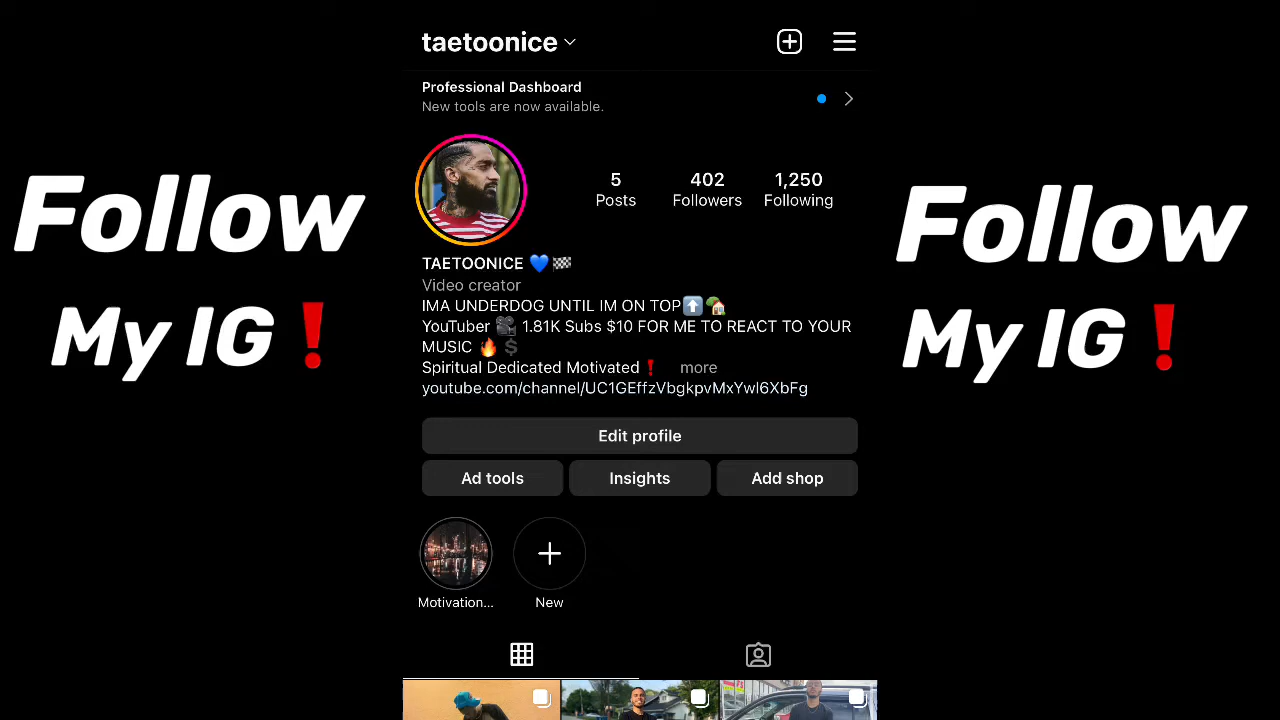 taetoonice
Professional Dashboard
New tools are now available.
Follow
My IG❗
5
Posts
402
Followers
1,250
Following
Follow
My IG❗
TAETOONICE 💙🏁
Video creator
IMA UNDERDOG UNTIL IM ON TOP⬆️🏡
YouTuber 🎥 1.81K Subs $10 FOR ME TO REACT TO YOUR
MUSIC 🔥💲
Spiritual Dedicated Motivated❗ more
youtube.com/channel/UC1GEffzVbgkpvMxYwl6XbFg
Edit profile
Ad tools
Insights
Add shop
Motivation...
New